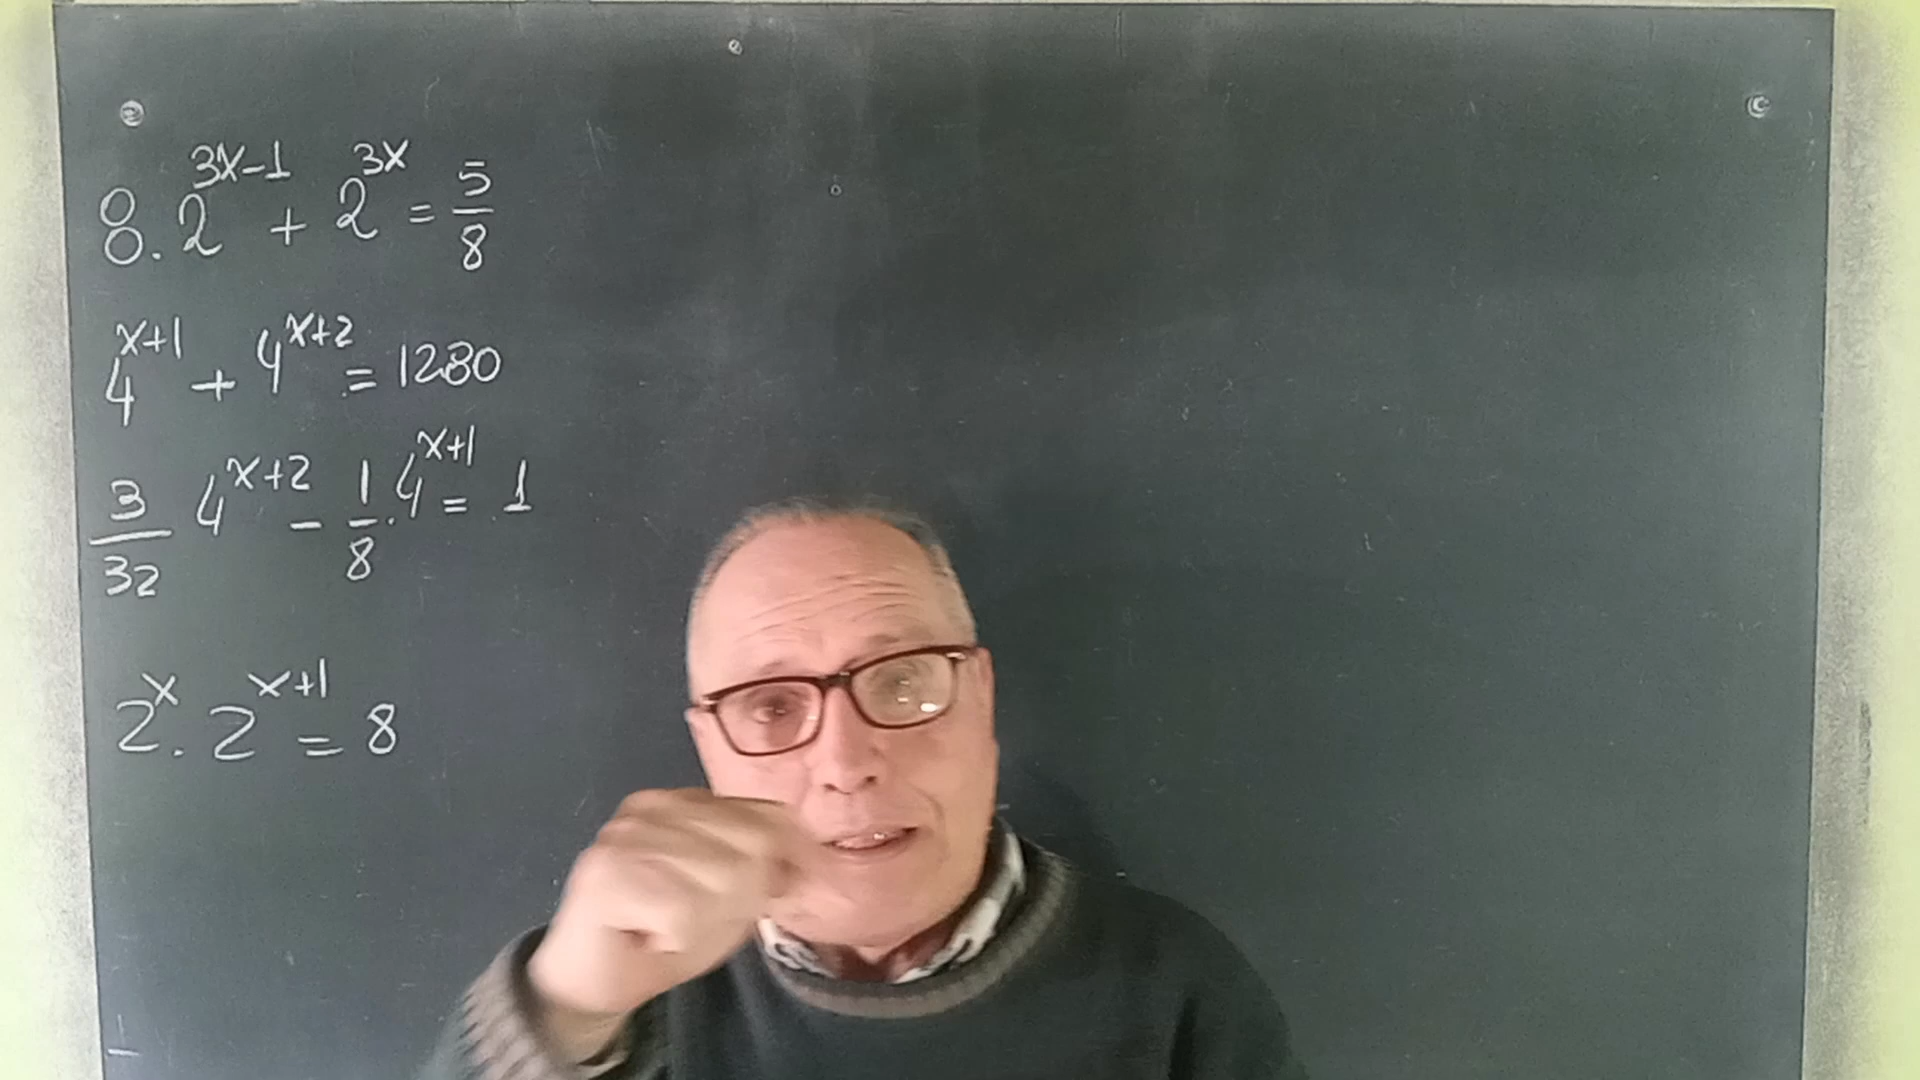 8 · 2^(3x-1) + 2^(3x) = 5/8
4^(x+1) + 4^(x+2) = 1280
3/32 4^(x+2) - 1/8 · 4^(x+1) = 1
2^x · 2^(x+1) = 8